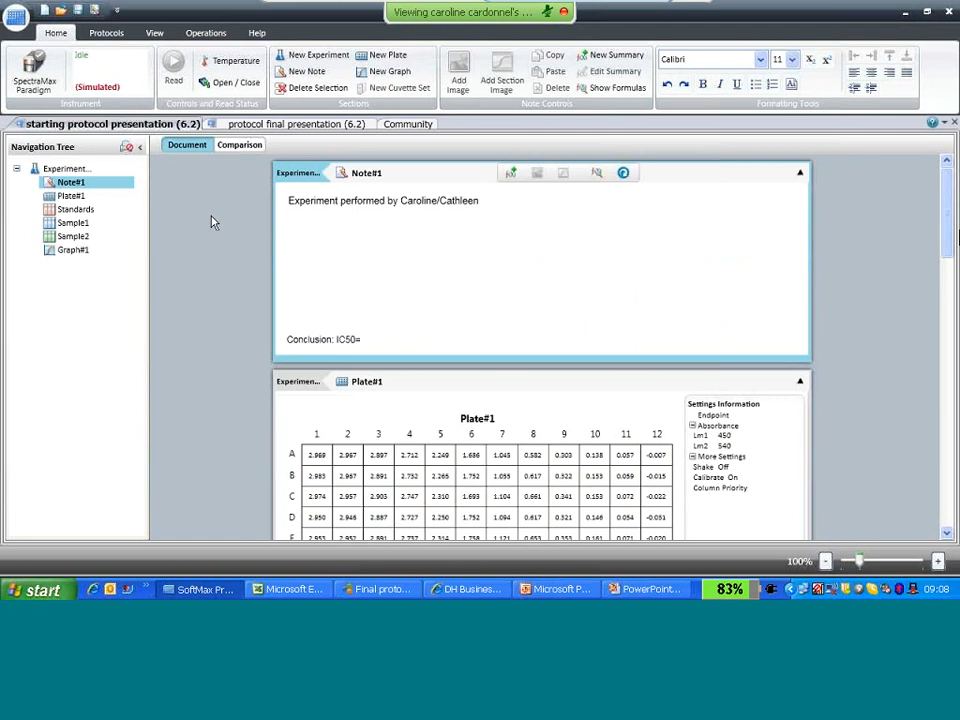 Viewing caroline cardonnel's ...
Home Protocols View Operations Help
SpectraMax Paradigm
Idle
(Simulated)
Instrument
Read
Temperature
Open / Close
Controls and Read Status
New Experiment New Plate
New Note New Graph
Delete Selection New Cuvette Set
Sections
Add Image
Add Section Image
Copy New Summary
Paste Edit Summary
Delete Show Formulas
Note Controls
Calibri 11 X2 X2
B I U A
Formatting Tools
starting protocol presentation (6.2) protocol final presentation (6.2) Community
Navigation Tree
Document Comparison
Experiment...
Note#1
Plate#1
Standards
Sample1
Sample2
Graph#1
Experimen... Note#1
Experiment performed by Caroline/Cathleen
Conclusion: IC50=
Experimen... Plate#1
Plate#1
1 2 3 4 5 6 7 8 9 10 11 12
A 2.969 2.967 2.897 2.712 2.249 1.686 1.045 0.582 0.303 0.138 0.057 -0.007
B 2.983 2.967 2.891 2.732 2.265 1.752 1.055 0.617 0.322 0.153 0.059 -0.015
C 2.974 2.957 2.903 2.747 2.310 1.693 1.104 0.661 0.341 0.153 0.072 -0.022
D 2.950 2.946 2.887 2.727 2.250 1.758 1.094 0.617 0.321 0.146 0.054 -0.031
Settings Information
Endpoint
Absorbance
Lm1 450
Lm2 540
More Settings
Shake Off
Calibrate On
Column Priority
100%
start SoftMax Pr... Microsoft E... Final proto... DH Business... Microsoft P... PowerPoint... 83% 09:08